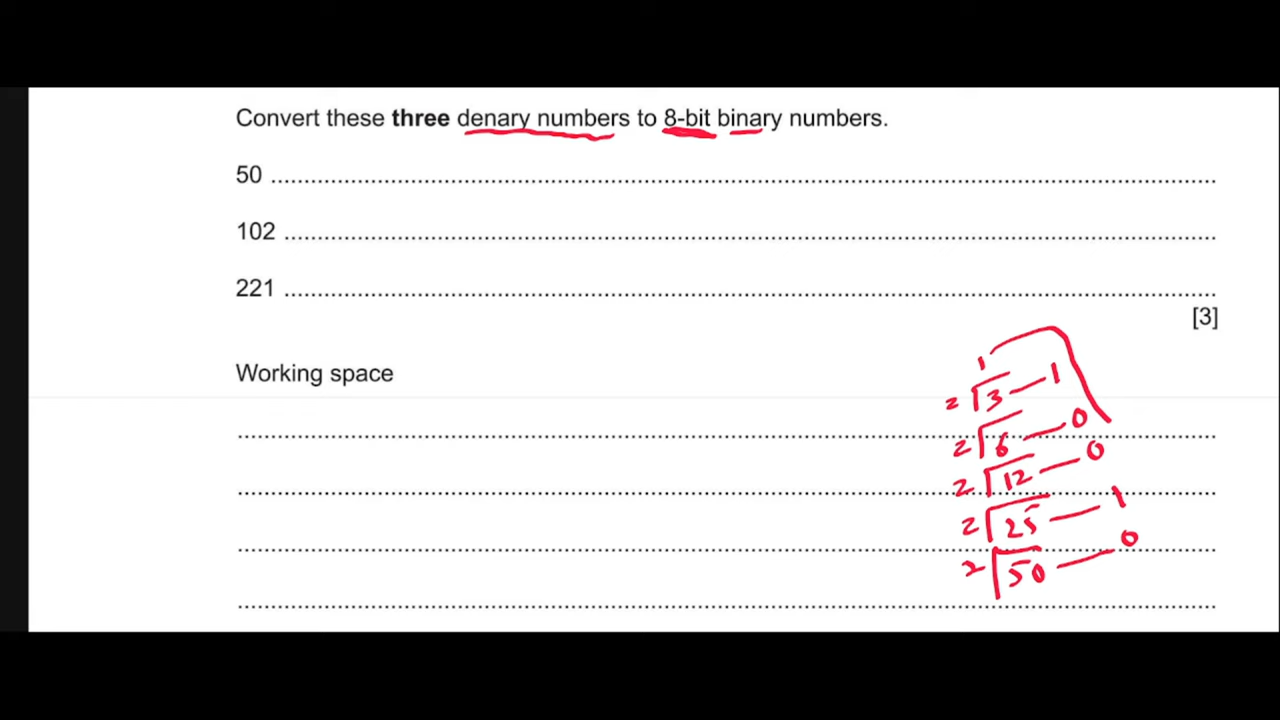 Convert these three denary numbers to 8-bit binary numbers.
50 ........................................................................................................................
102 ......................................................................................................................
221 ......................................................................................................................
[3]
Working space
1
2 3 — 1
2 6 — 0
2 12 — 0
2 25 — 1
2 50 — 0